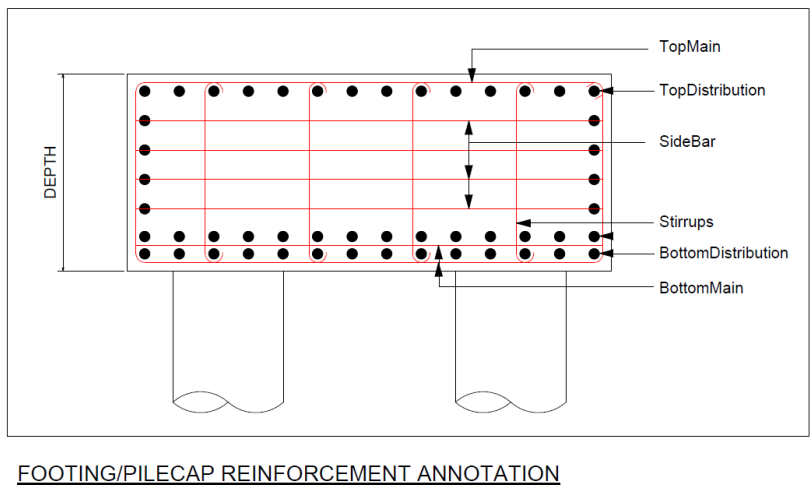 TopMain
TopDistribution
SideBar
DEPTH
Stirrups
BottomDistribution
BottomMain
FOOTING/PILECAP REINFORCEMENT ANNOTATION